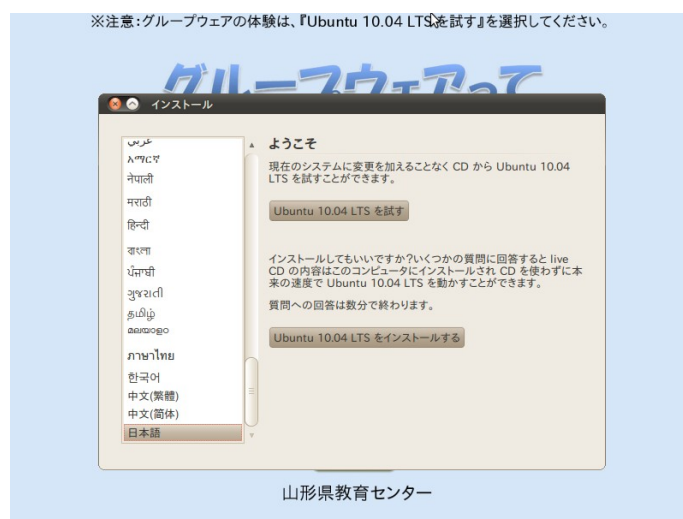 ※注意:グループウェアの体験は、『Ubuntu 10.04 LTSを試す』を選択してください。
グループウェアって
インストール
عربي
አማርኛ
नेपाली
मराठी
हिन्दी
বাংলা
ਪੰਜਾਬੀ
ગુજરાતી
தமிழ்
മലയാളം
ภาษาไทย
한국어
中文(繁體)
中文(简体)
日本語
ようこそ
現在のシステムに変更を加えることなく CD から Ubuntu 10.04
LTS を試すことができます。
Ubuntu 10.04 LTS を試す
インストールしてもいいですか?いくつかの質問に回答すると live
CD の内容はこのコンピュータにインストールされ CD を使わずに本
来の速度で Ubuntu 10.04 LTS を動かすことができます。
質問への回答は数分で終わります。
Ubuntu 10.04 LTS をインストールする
山形県教育センター